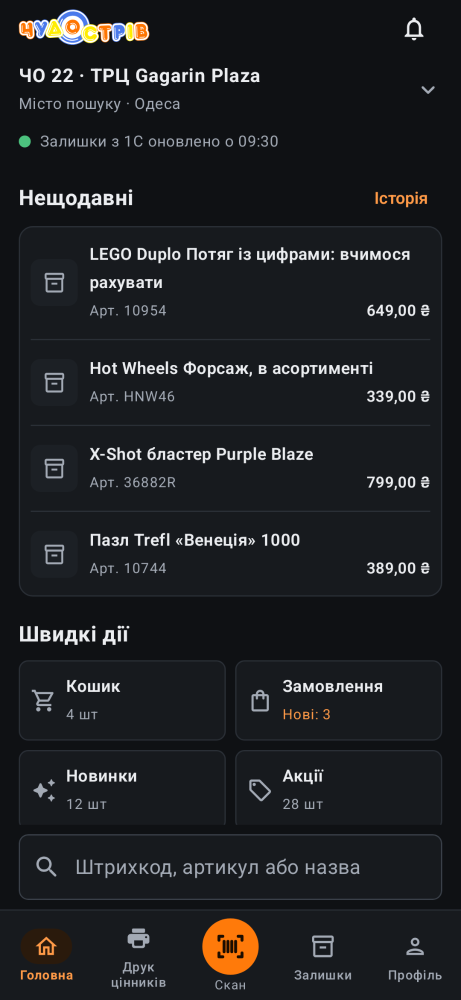 ЧУДОСТРІВ
ЧО 22 · ТРЦ Gagarin Plaza
Місто пошуку · Одеса
Залишки з 1С оновлено о 09:30
Нещодавні
Історія
LEGO Duplo Потяг із цифрами: вчимося
рахувати
Арт. 10954
649,00 ₴
Hot Wheels Форсаж, в асортименті
Арт. HNW46
339,00 ₴
X-Shot бластер Purple Blaze
Арт. 36882R
799,00 ₴
Пазл Trefl «Венеція» 1000
Арт. 10744
389,00 ₴
Швидкі дії
Кошик
4 шт
Замовлення
Нові: 3
Новинки
12 шт
Акції
28 шт
Штрихкод, артикул або назва
Головна
Друк
цінників
Скан
Залишки
Профіль